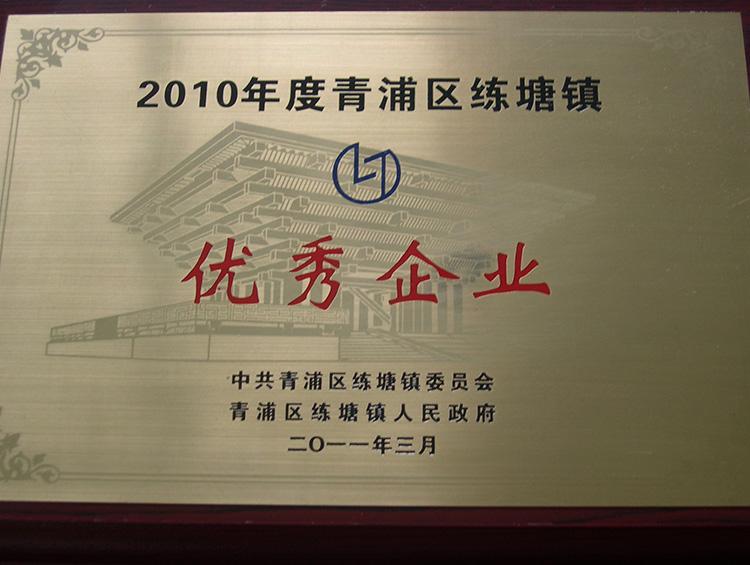 2010年度青浦区练塘镇
LT
优秀企业
中共青浦区练塘镇委员会
青浦区练塘镇人民政府
二〇一一年三月